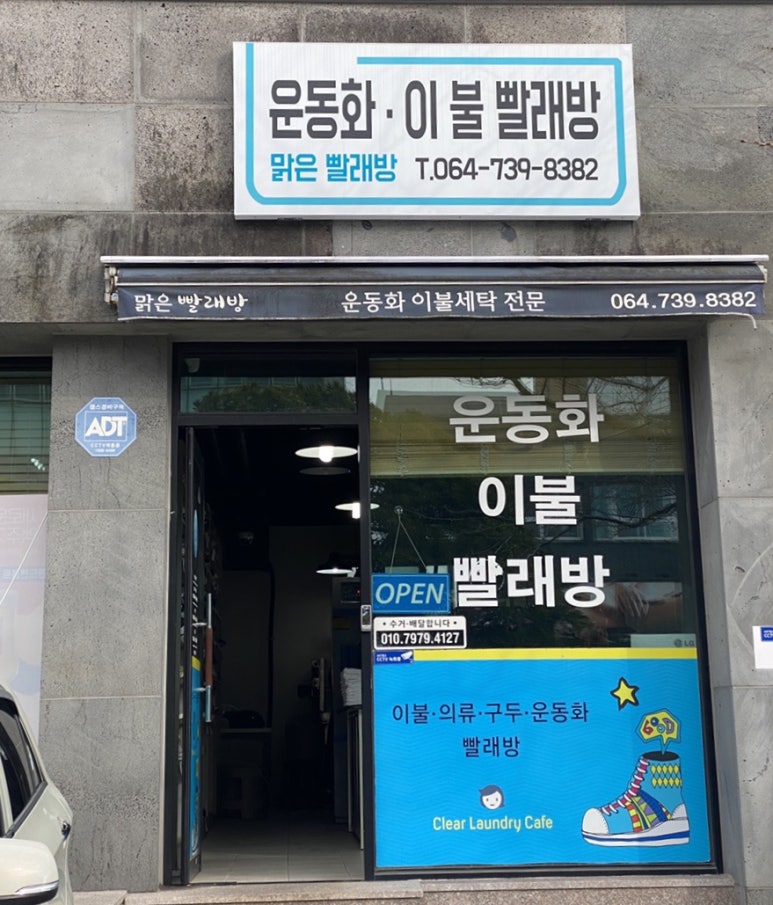 운동화 · 이불 빨래방
맑은 빨래방 T.064-739-8382
맑은 빨래방 운동화 이불세탁 전문 064.739.8382
ADT
운동화
이불
빨래방
OPEN
• 수거·배달합니다 •
010.7979.4127
LG
이불·의류·구두·운동화
빨래방
Clear Laundry Cafe